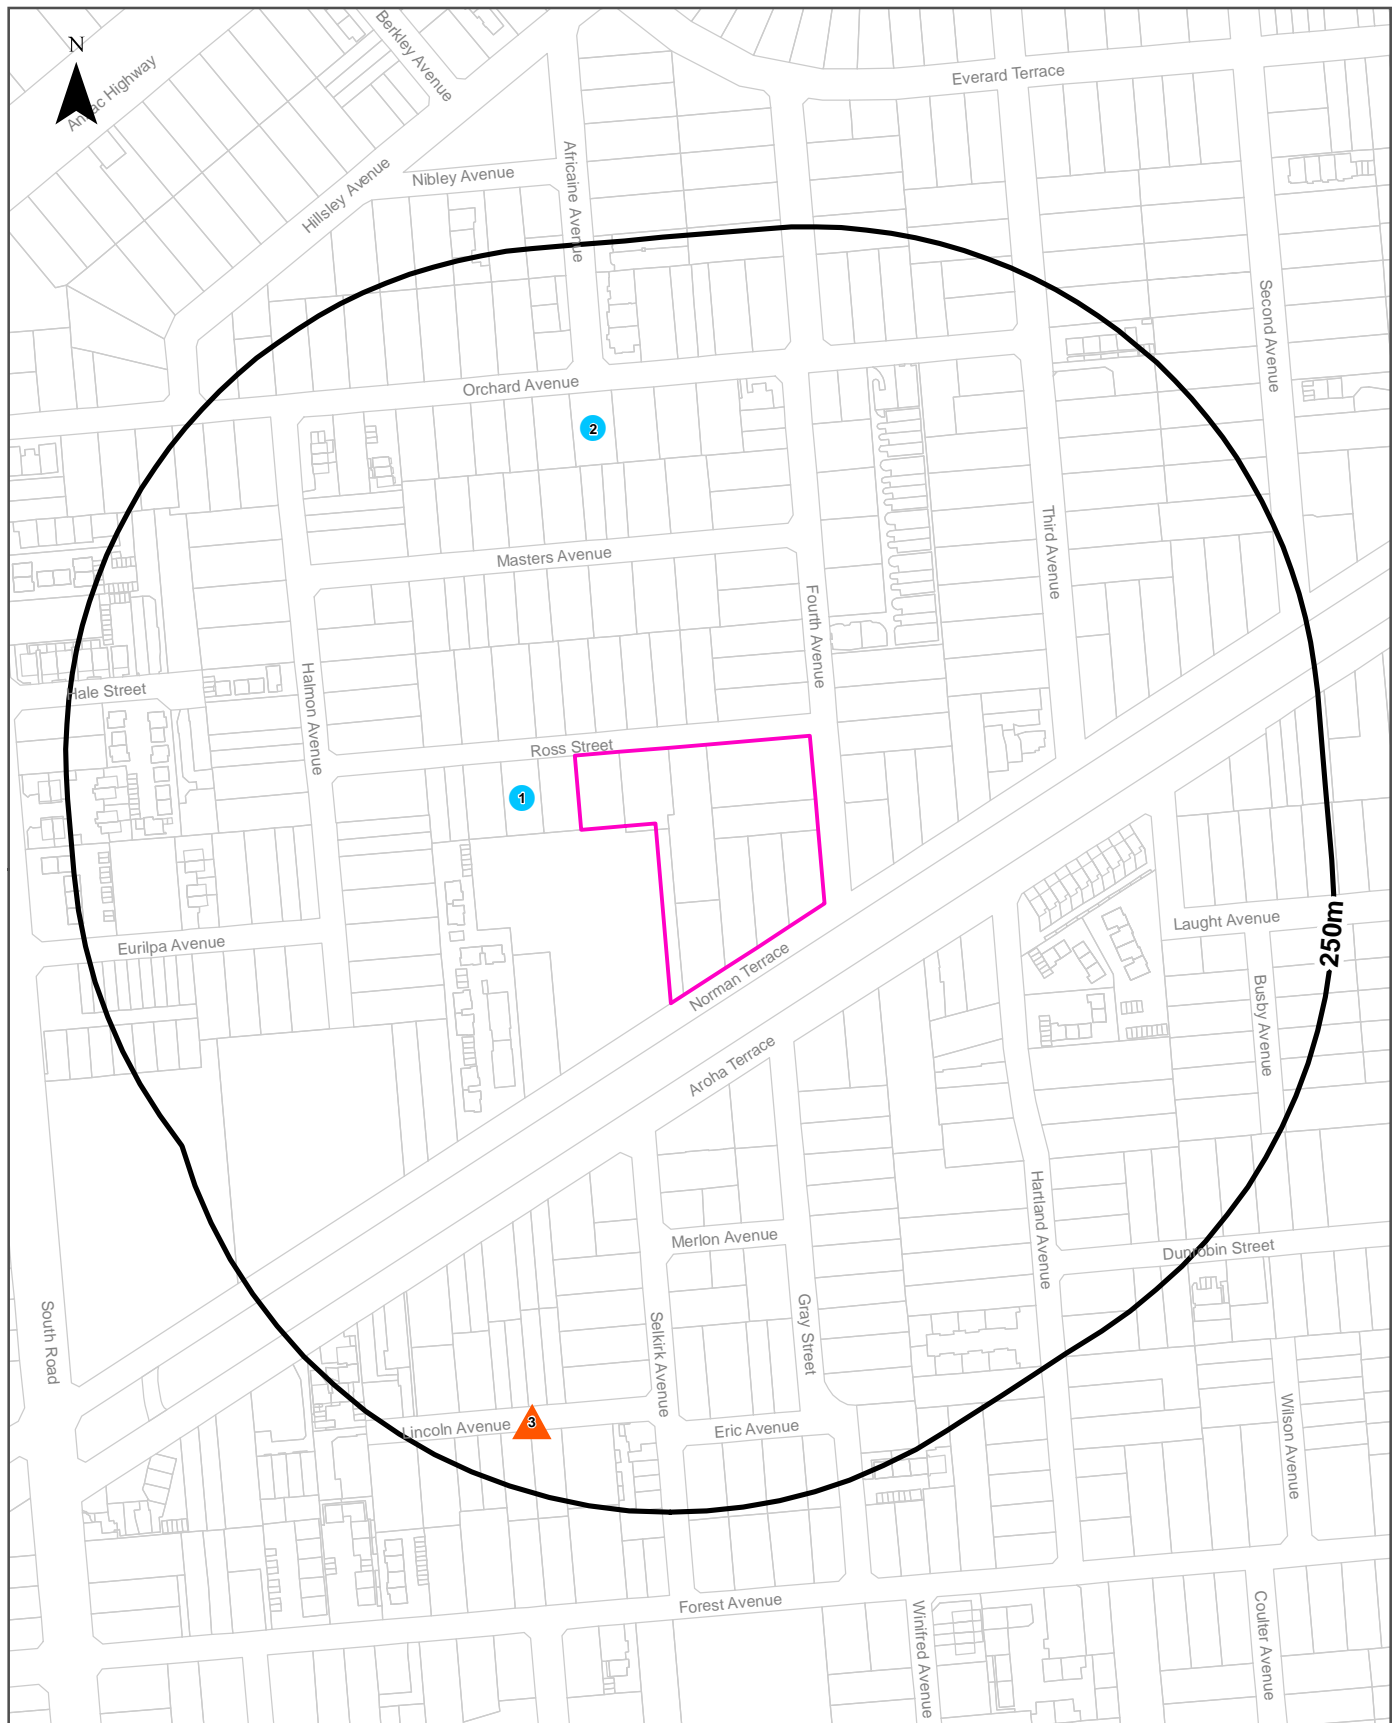 Berkley Avenue
N
Anzac Highway
Everard Terrace
Africaine Avenue
Nibley Avenue
Hillsley Avenue
Second Avenue
Orchard Avenue
2
Third Avenue
Masters Avenue
Fourth Avenue
Halmon Avenue
Hale Street
Ross Street
1
Eurilpa Avenue
Laught Avenue
250m
Norman Terrace
Busby Avenue
Aroha Terrace
Hartland Avenue
Merlon Avenue
Dunrobin Street
South Road
Selkirk Avenue
Gray Street
Lincoln Avenue
3
Eric Avenue
Wilson Avenue
Forest Avenue
Winifred Avenue
Coulter Avenue